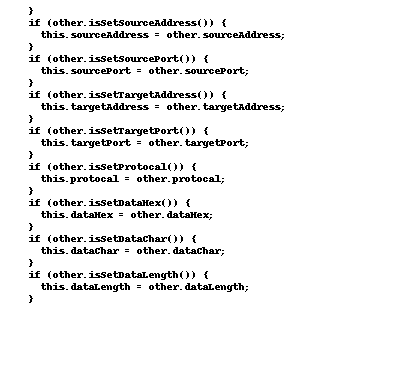 }
if (other.isSetSourceAddress()) {
this.sourceAddress = other.sourceAddress;
}
if (other.isSetSourcePort()) {
this.sourcePort = other.sourcePort;
}
if (other.isSetTargetAddress()) {
this.targetAddress = other.targetAddress;
}
if (other.isSetTargetPort()) {
this.targetPort = other.targetPort;
}
if (other.isSetProtocal()) {
this.protocal = other.protocal;
}
if (other.isSetDataHex()) {
this.dataHex = other.dataHex;
}
if (other.isSetDataChar()) {
this.dataChar = other.dataChar;
}
if (other.isSetDataLength()) {
this.dataLength = other.dataLength;
}